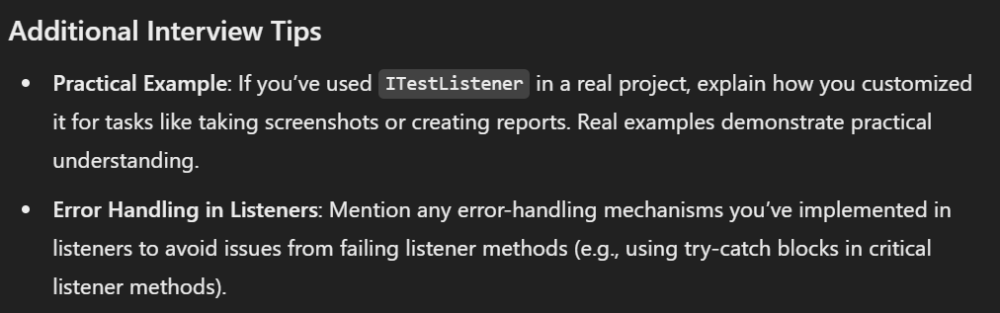 Additional Interview Tips
• Practical Example: If you’ve used ITestListener in a real project, explain how you customized
it for tasks like taking screenshots or creating reports. Real examples demonstrate practical
understanding.
• Error Handling in Listeners: Mention any error-handling mechanisms you’ve implemented in
listeners to avoid issues from failing listener methods (e.g., using try-catch blocks in critical
listener methods).